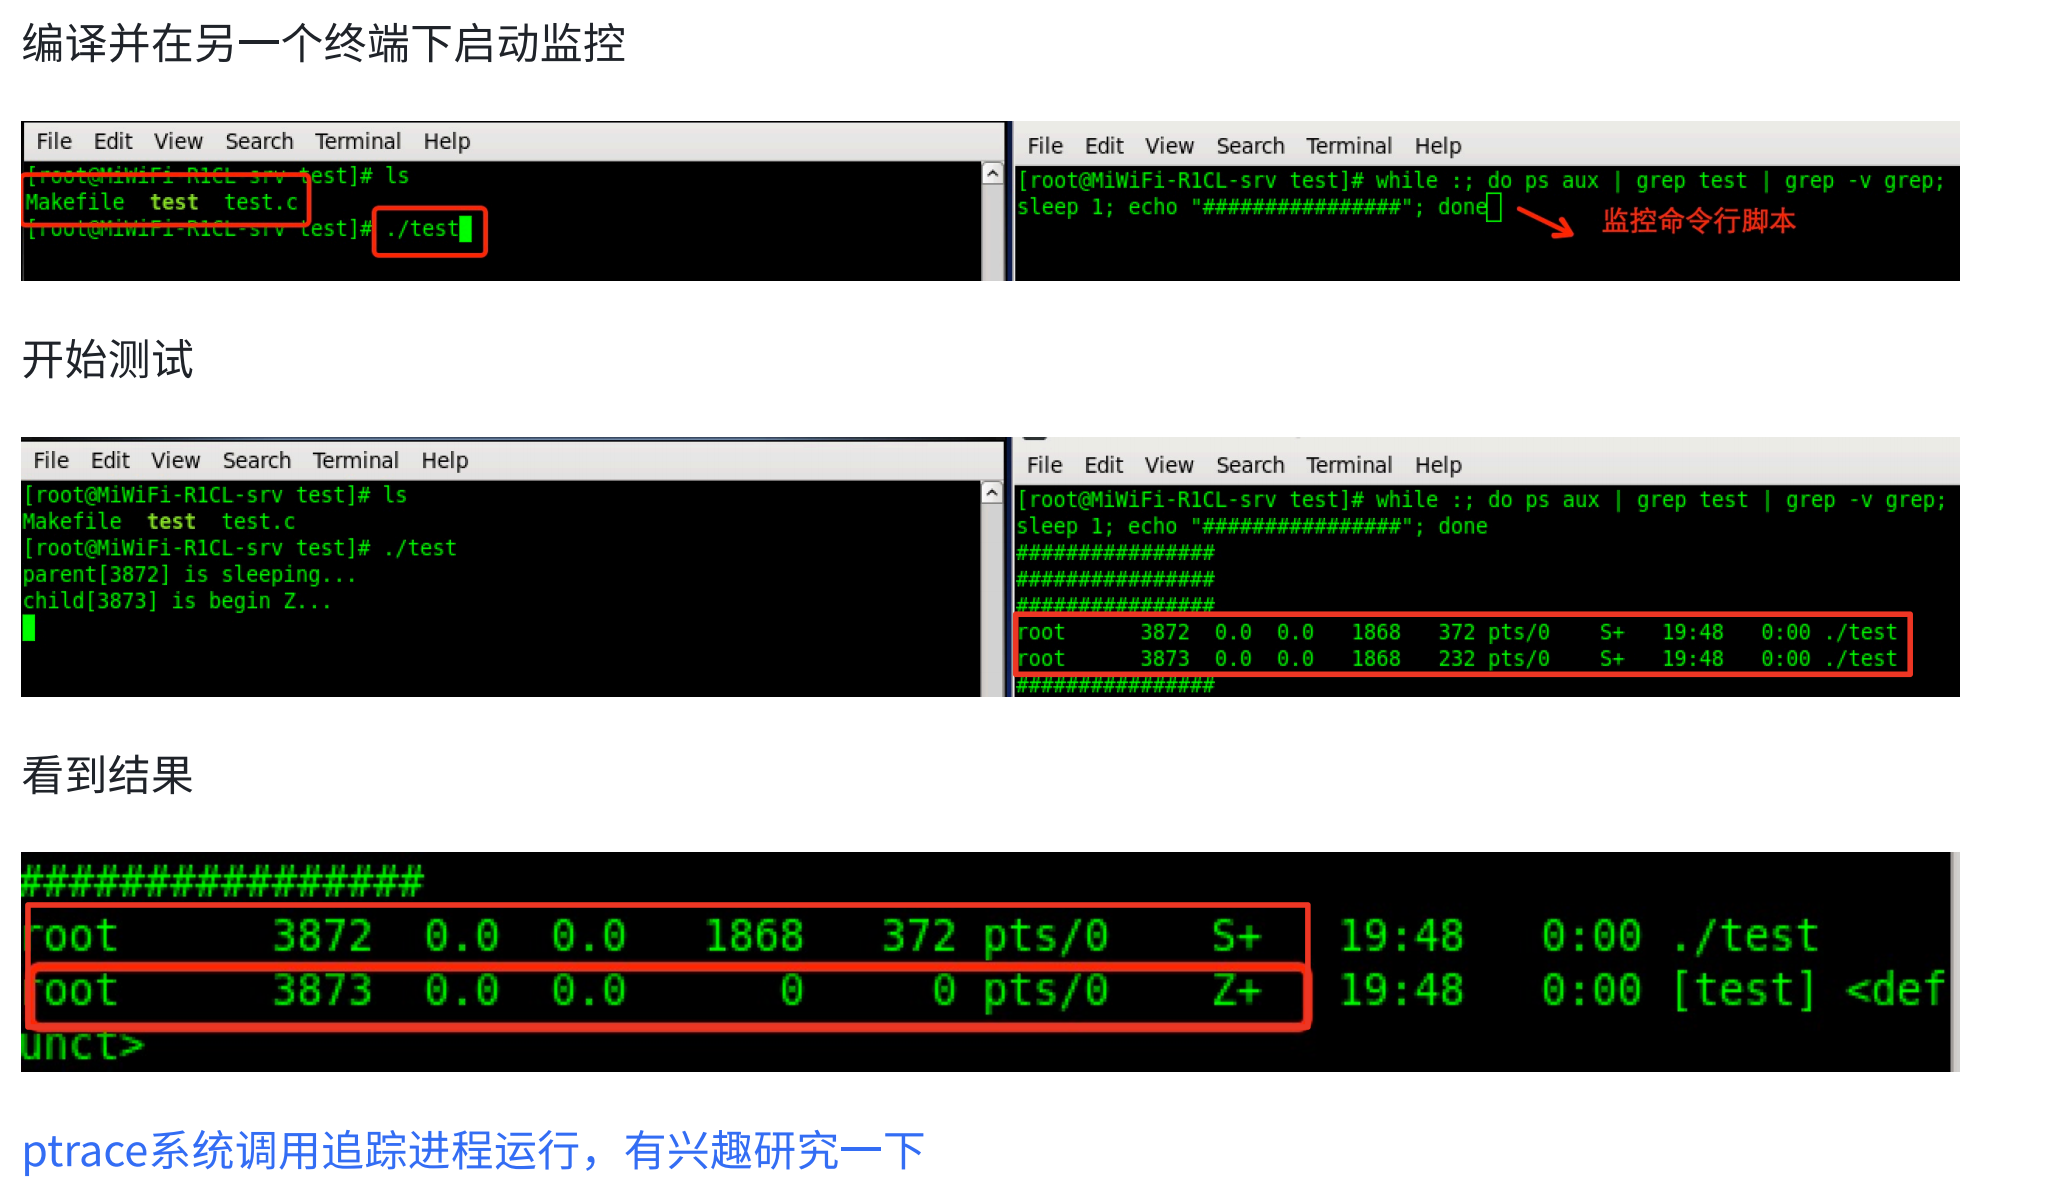 编译并在另一个终端下启动监控
File Edit View Search Terminal Help
[root@MiWiFi-R1CL-srv test]# ls
Makefile test test.c
[root@MiWiFi-R1CL-srv test]# ./test
File Edit View Search Terminal Help
[root@MiWiFi-R1CL-srv test]# while :; do ps aux | grep test | grep -v grep;
sleep 1; echo "################"; done
监控命令行脚本
开始测试
File Edit View Search Terminal Help
[root@MiWiFi-R1CL-srv test]# ls
Makefile test test.c
[root@MiWiFi-R1CL-srv test]# ./test
parent[3872] is sleeping...
child[3873] is begin Z...
File Edit View Search Terminal Help
[root@MiWiFi-R1CL-srv test]# while :; do ps aux | grep test | grep -v grep;
sleep 1; echo "################"; done
################
################
################
root 3872 0.0 0.0 1868 372 pts/0 S+ 19:48 0:00 ./test
root 3873 0.0 0.0 1868 232 pts/0 S+ 19:48 0:00 ./test
################
看到结果
################
root 3872 0.0 0.0 1868 372 pts/0 S+ 19:48 0:00 ./test
root 3873 0.0 0.0 0 0 pts/0 Z+ 19:48 0:00 [test] <def
unct>
ptrace系统调用追踪进程运行，有兴趣研究一下